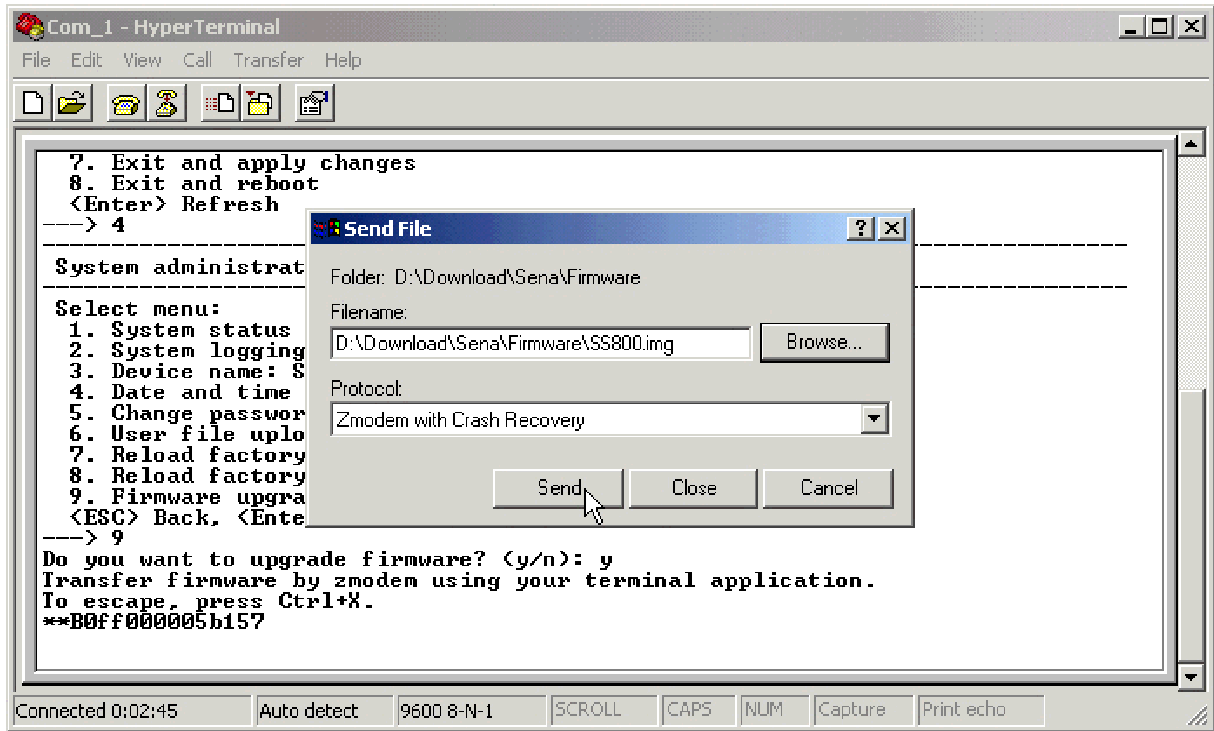 Com_1 - HyperTerminal
File Edit View Call Transfer Help
7. Exit and apply changes
8. Exit and reboot
<Enter> Refresh
---> 4
System administrat
Select menu:
1. System status
2. System logging
3. Device name: S
4. Date and time
5. Change passwor
6. User file uplo
7. Reload factory
8. Reload factory
9. Firmware upgra
<ESC> Back, <Ente
---> 9
Do you want to upgrade firmware? (y/n): y
Transfer firmware by zmodem using your terminal application.
To escape, press Ctrl+X.
**B0ff000005b157
Send File
Folder: D:\Download\Sena\Firmware
Filename:
D:\Download\Sena\Firmware\SS800.img
Browse...
Protocol:
Zmodem with Crash Recovery
Send Close Cancel
Connected 0:02:45 Auto detect 9600 8-N-1 SCROLL CAPS NUM Capture Print echo